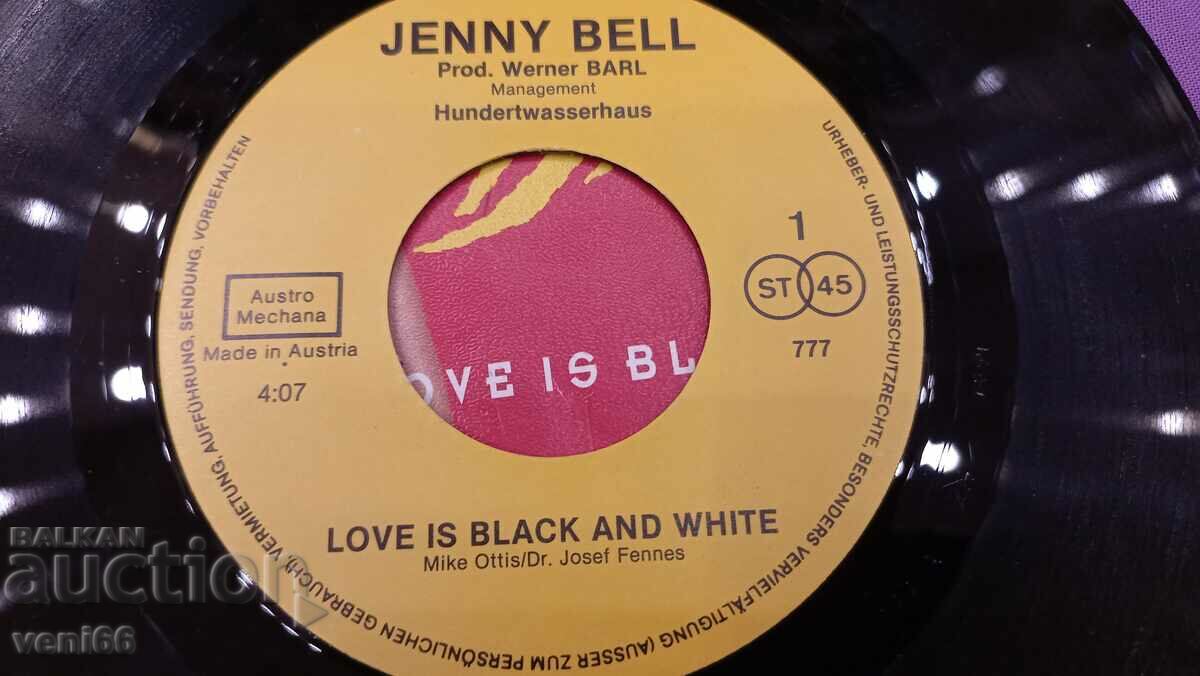 JENNY BELL
Prod. Werner BARL
Management
Hundertwasserhaus
1
ST 45
777
Austro
Mechana
Made in Austria
4:07
OVE IS BL
LOVE IS BLACK AND WHITE
Mike Ottis/Dr. Josef Fennes
URHEBER- UND LEISTUNGSSCHUTZRECHTE, BESONDERS VERVIELFÄLTIGUNG (AUSSER ZUM PERSÖNLICHEN GEBRAUCH) VERMIETUNG, AUFFÜHRUNG, SENDUNG, VORBEHALTEN
BALKAN
auction
veni66